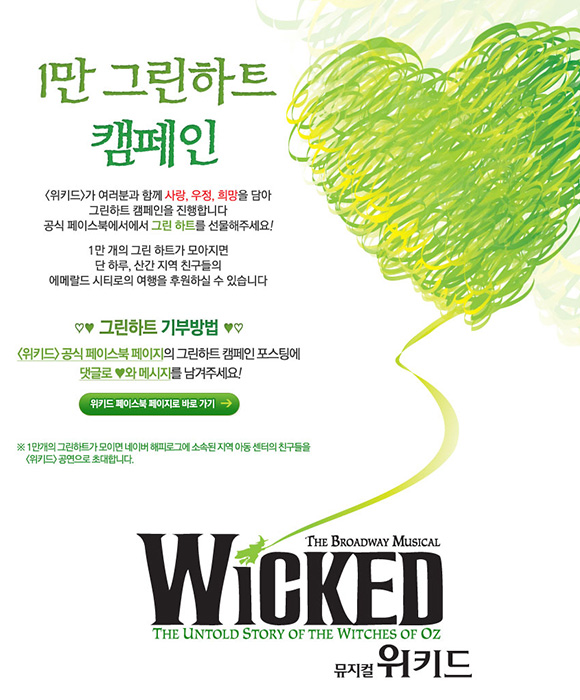 1만 그린하트
캠페인
〈위키드〉가 여러분과 함께 사랑, 우정, 희망을 담아
그린하트 캠페인을 진행합니다
공식 페이스북에서에서 그린 하트를 선물해주세요!
1만 개의 그린 하트가 모아지면
단 하루, 산간 지역 친구들의
에메랄드 시티로의 여행을 후원하실 수 있습니다
♡♥ 그린하트 기부방법 ♥♡
〈위키드〉 공식 페이스북 페이지의 그린하트 캠페인 포스팅에
댓글로 ♥와 메시지를 남겨주세요!
위키드 페이스북 페이지로 바로 가기 →
※ 1만개의 그린하트가 모이면 네이버 해피로그에 소속된 지역 아동 센터의 친구들을
〈위키드〉 공연으로 초대합니다.
THE BROADWAY MUSICAL
WICKED
THE UNTOLD STORY OF THE WITCHES OF OZ
뮤지컬 위키드